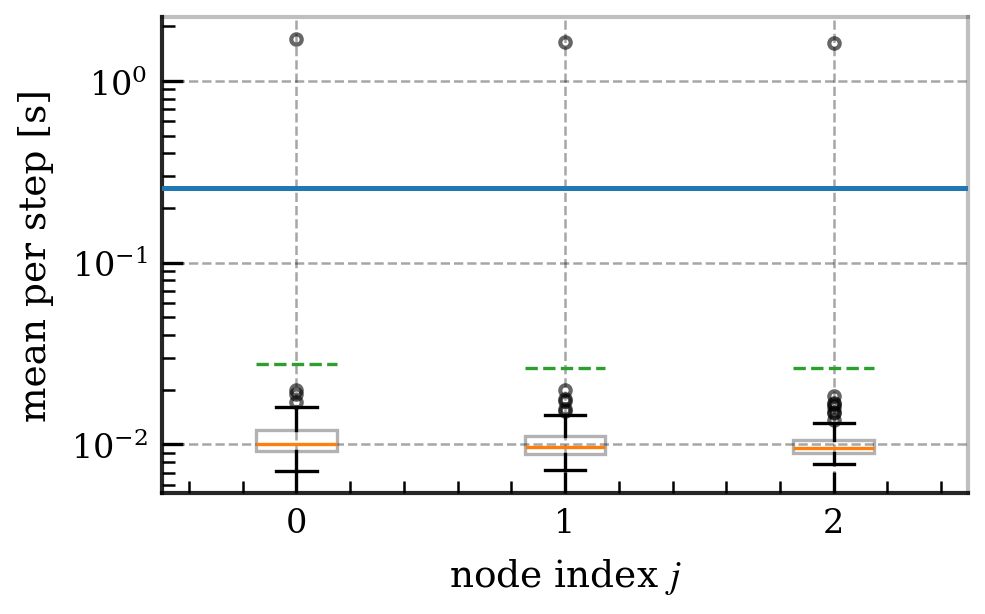 mean per step [s]
10⁰
10⁻¹
10⁻²
0 1 2
node index j